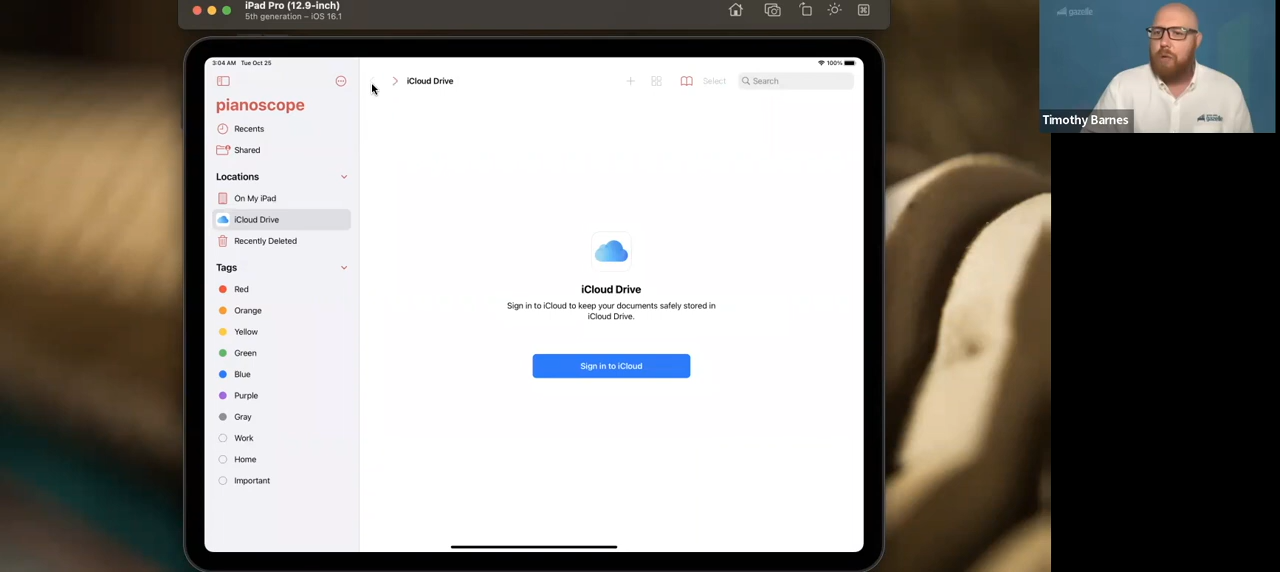 iPad Pro (12.9-inch)
5th generation – iOS 16.1
3:04 AM Tue Oct 25
100%
pianoscope
Recents
Shared
Locations
On My iPad
iCloud Drive
Recently Deleted
Tags
Red
Orange
Yellow
Green
Blue
Purple
Gray
Work
Home
Important
iCloud Drive
Select
Search
iCloud Drive
Sign in to iCloud to keep your documents safely stored in
iCloud Drive.
Sign in to iCloud
gazelle
gazelle
Timothy Barnes